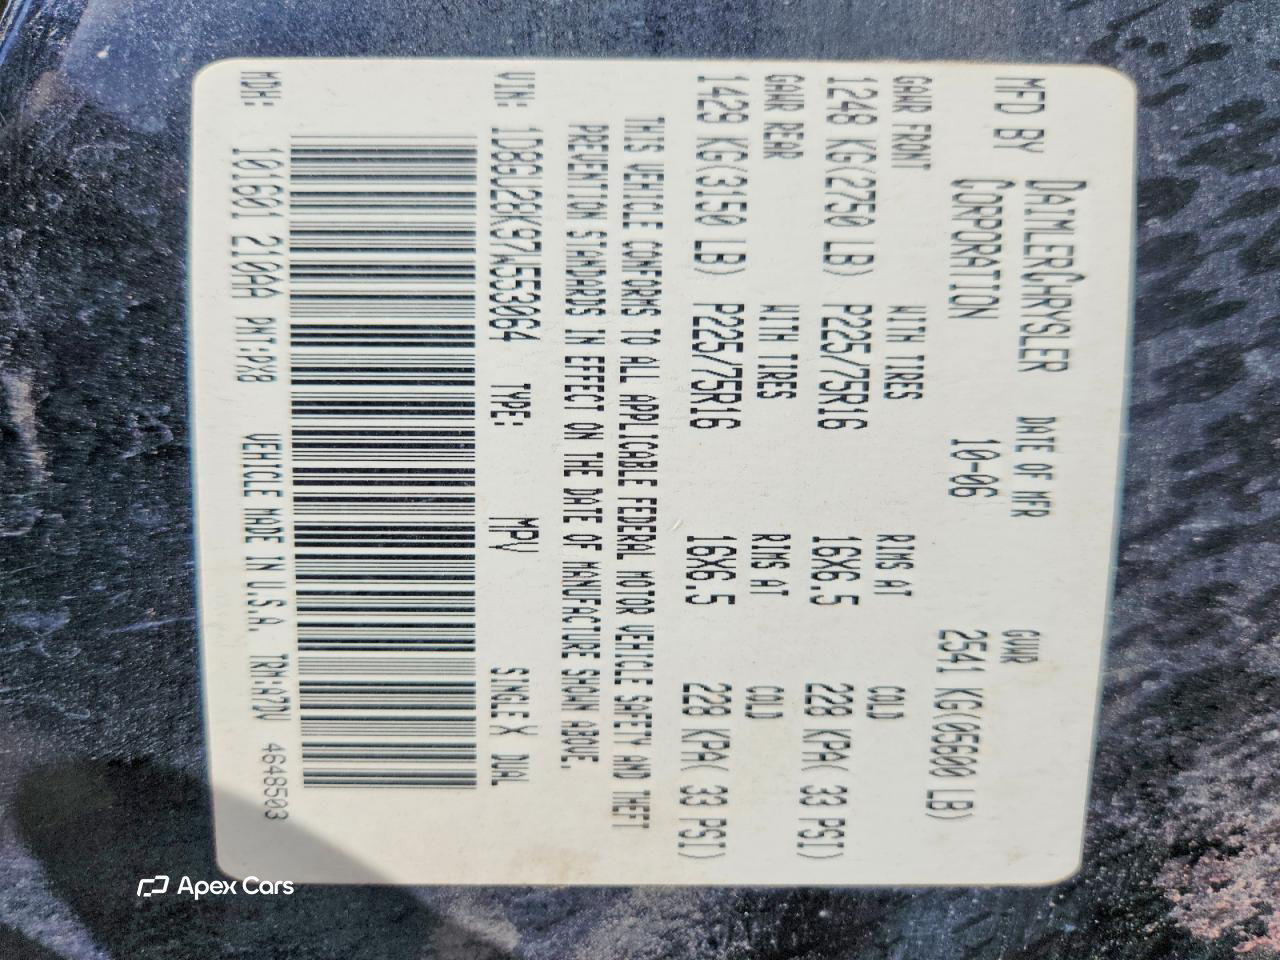 MFD BY DAIMLERCHRYSLER DATE OF MFR GVWR
CORPORATION 10-06 2541 KG(05600 LB)
GAWR FRONT WITH TIRES RIMS AT COLD
1248 KG(2750 LB) P225/75R16 16X6.5 228 KPA( 33 PSI)
GAWR REAR WITH TIRES RIMS AT COLD
1429 KG(3150 LB) P225/75R16 16X6.5 228 KPA( 33 PSI)
THIS VEHICLE CONFORMS TO ALL APPLICABLE FEDERAL MOTOR VEHICLE SAFETY AND THEFT
PREVENTION STANDARDS IN EFFECT ON THE DATE OF MANUFACTURE SHOWN ABOVE.
VIN: 1D8GU28K97W553064 TYPE: MPV SINGLE X DUAL
MDH: 101601 210AA PNT:PX8 VEHICLE MADE IN U.S.A. TRM:A7DV 4648503
Apex Cars